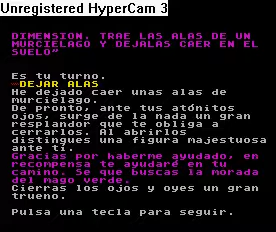 Unregistered HyperCam 3
DIMENSION. TRAE LAS ALAS DE UN
MURCIELAGO Y DEJALAS CAER EN EL
SUELO"
Es tu turno.
DEJAR ALAS
He dejado caer unas alas de
murcielago.
De pronto, ante tus atónitos
ojos, surge de la nada un gran
resplandor que te obliga a
cerrarlos. Al abrirlos
distingues una figura majestuosa
ante ti.
Gracias por haberme ayudado, en
recompensa te ayudare en tu
camino. Se que buscas la morada
del mago verde.
Cierras los ojos y oyes un gran
trueno.
Pulsa una tecla para seguir.